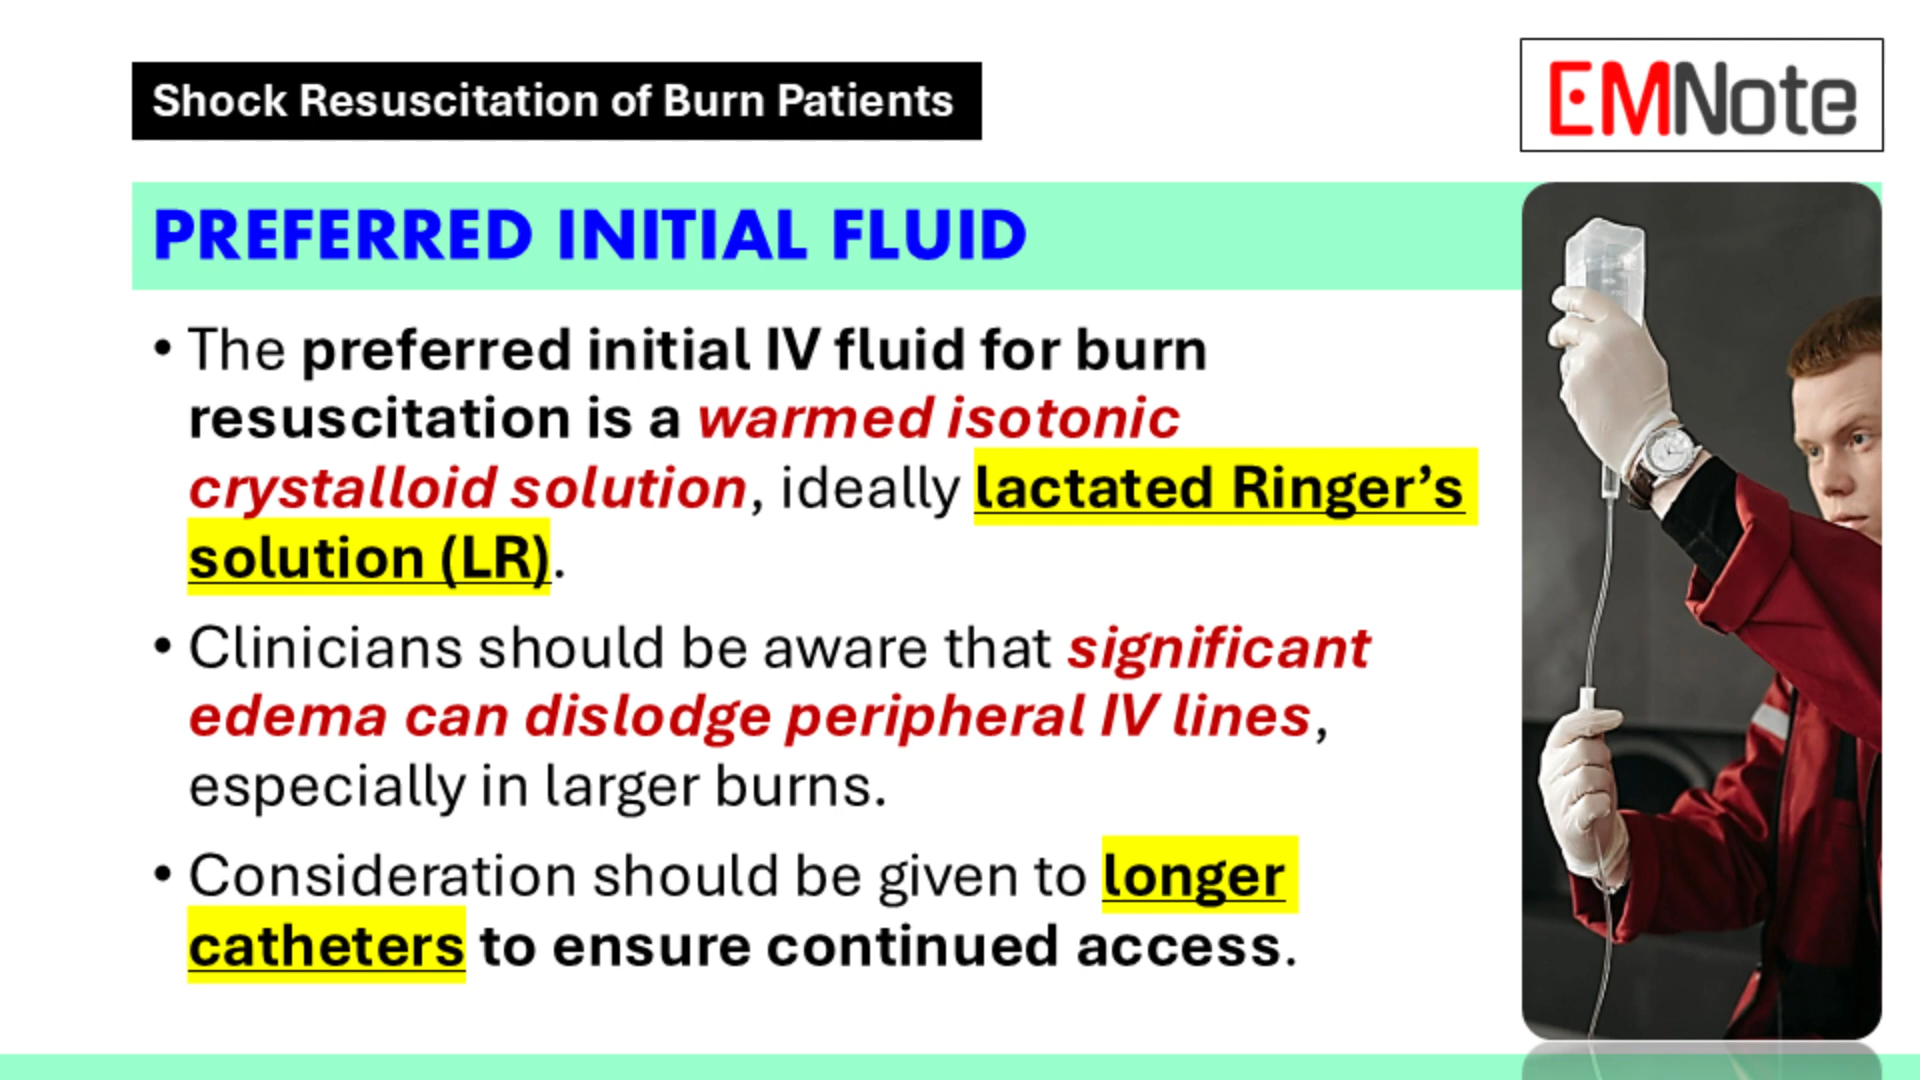 Shock Resuscitation of Burn Patients
EMNote
PREFERRED INITIAL FLUID
• The preferred initial IV fluid for burn
resuscitation is a warmed isotonic
crystalloid solution, ideally lactated Ringer’s
solution (LR).
• Clinicians should be aware that significant
edema can dislodge peripheral IV lines,
especially in larger burns.
• Consideration should be given to longer
catheters to ensure continued access.